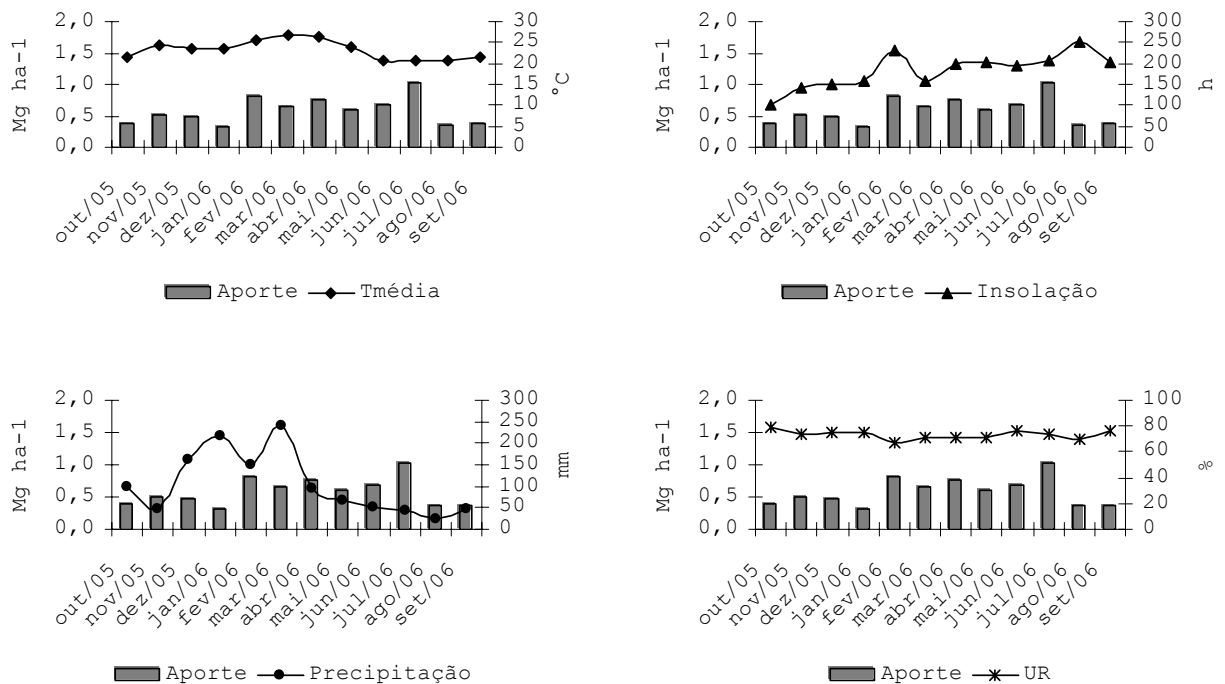 Mg ha-1
2,0
1,5
1,0
0,5
0,0
30
25
20
15
10
5
0
°C
out/05
nov/05
dez/05
jan/06
fev/06
mar/06
abr/06
mai/06
jun/06
jul/06
ago/06
set/06
Aporte Tmédia
Mg ha-1
2,0
1,5
1,0
0,5
0,0
300
250
200
150
100
50
0
h
out/05
nov/05
dez/05
jan/06
fev/06
mar/06
abr/06
mai/06
jun/06
jul/06
ago/06
set/06
Aporte Insolação
Mg ha-1
2,0
1,5
1,0
0,5
0,0
300
250
200
150
100
50
0
mm
out/05
nov/05
dez/05
jan/06
fev/06
mar/06
abr/06
mai/06
jun/06
jul/06
ago/06
set/06
Aporte Precipitação
Mg ha-1
2,0
1,5
1,0
0,5
0,0
100
80
60
40
20
0
%
out/05
nov/05
dez/05
jan/06
fev/06
mar/06
abr/06
mai/06
jun/06
jul/06
ago/06
set/06
Aporte UR